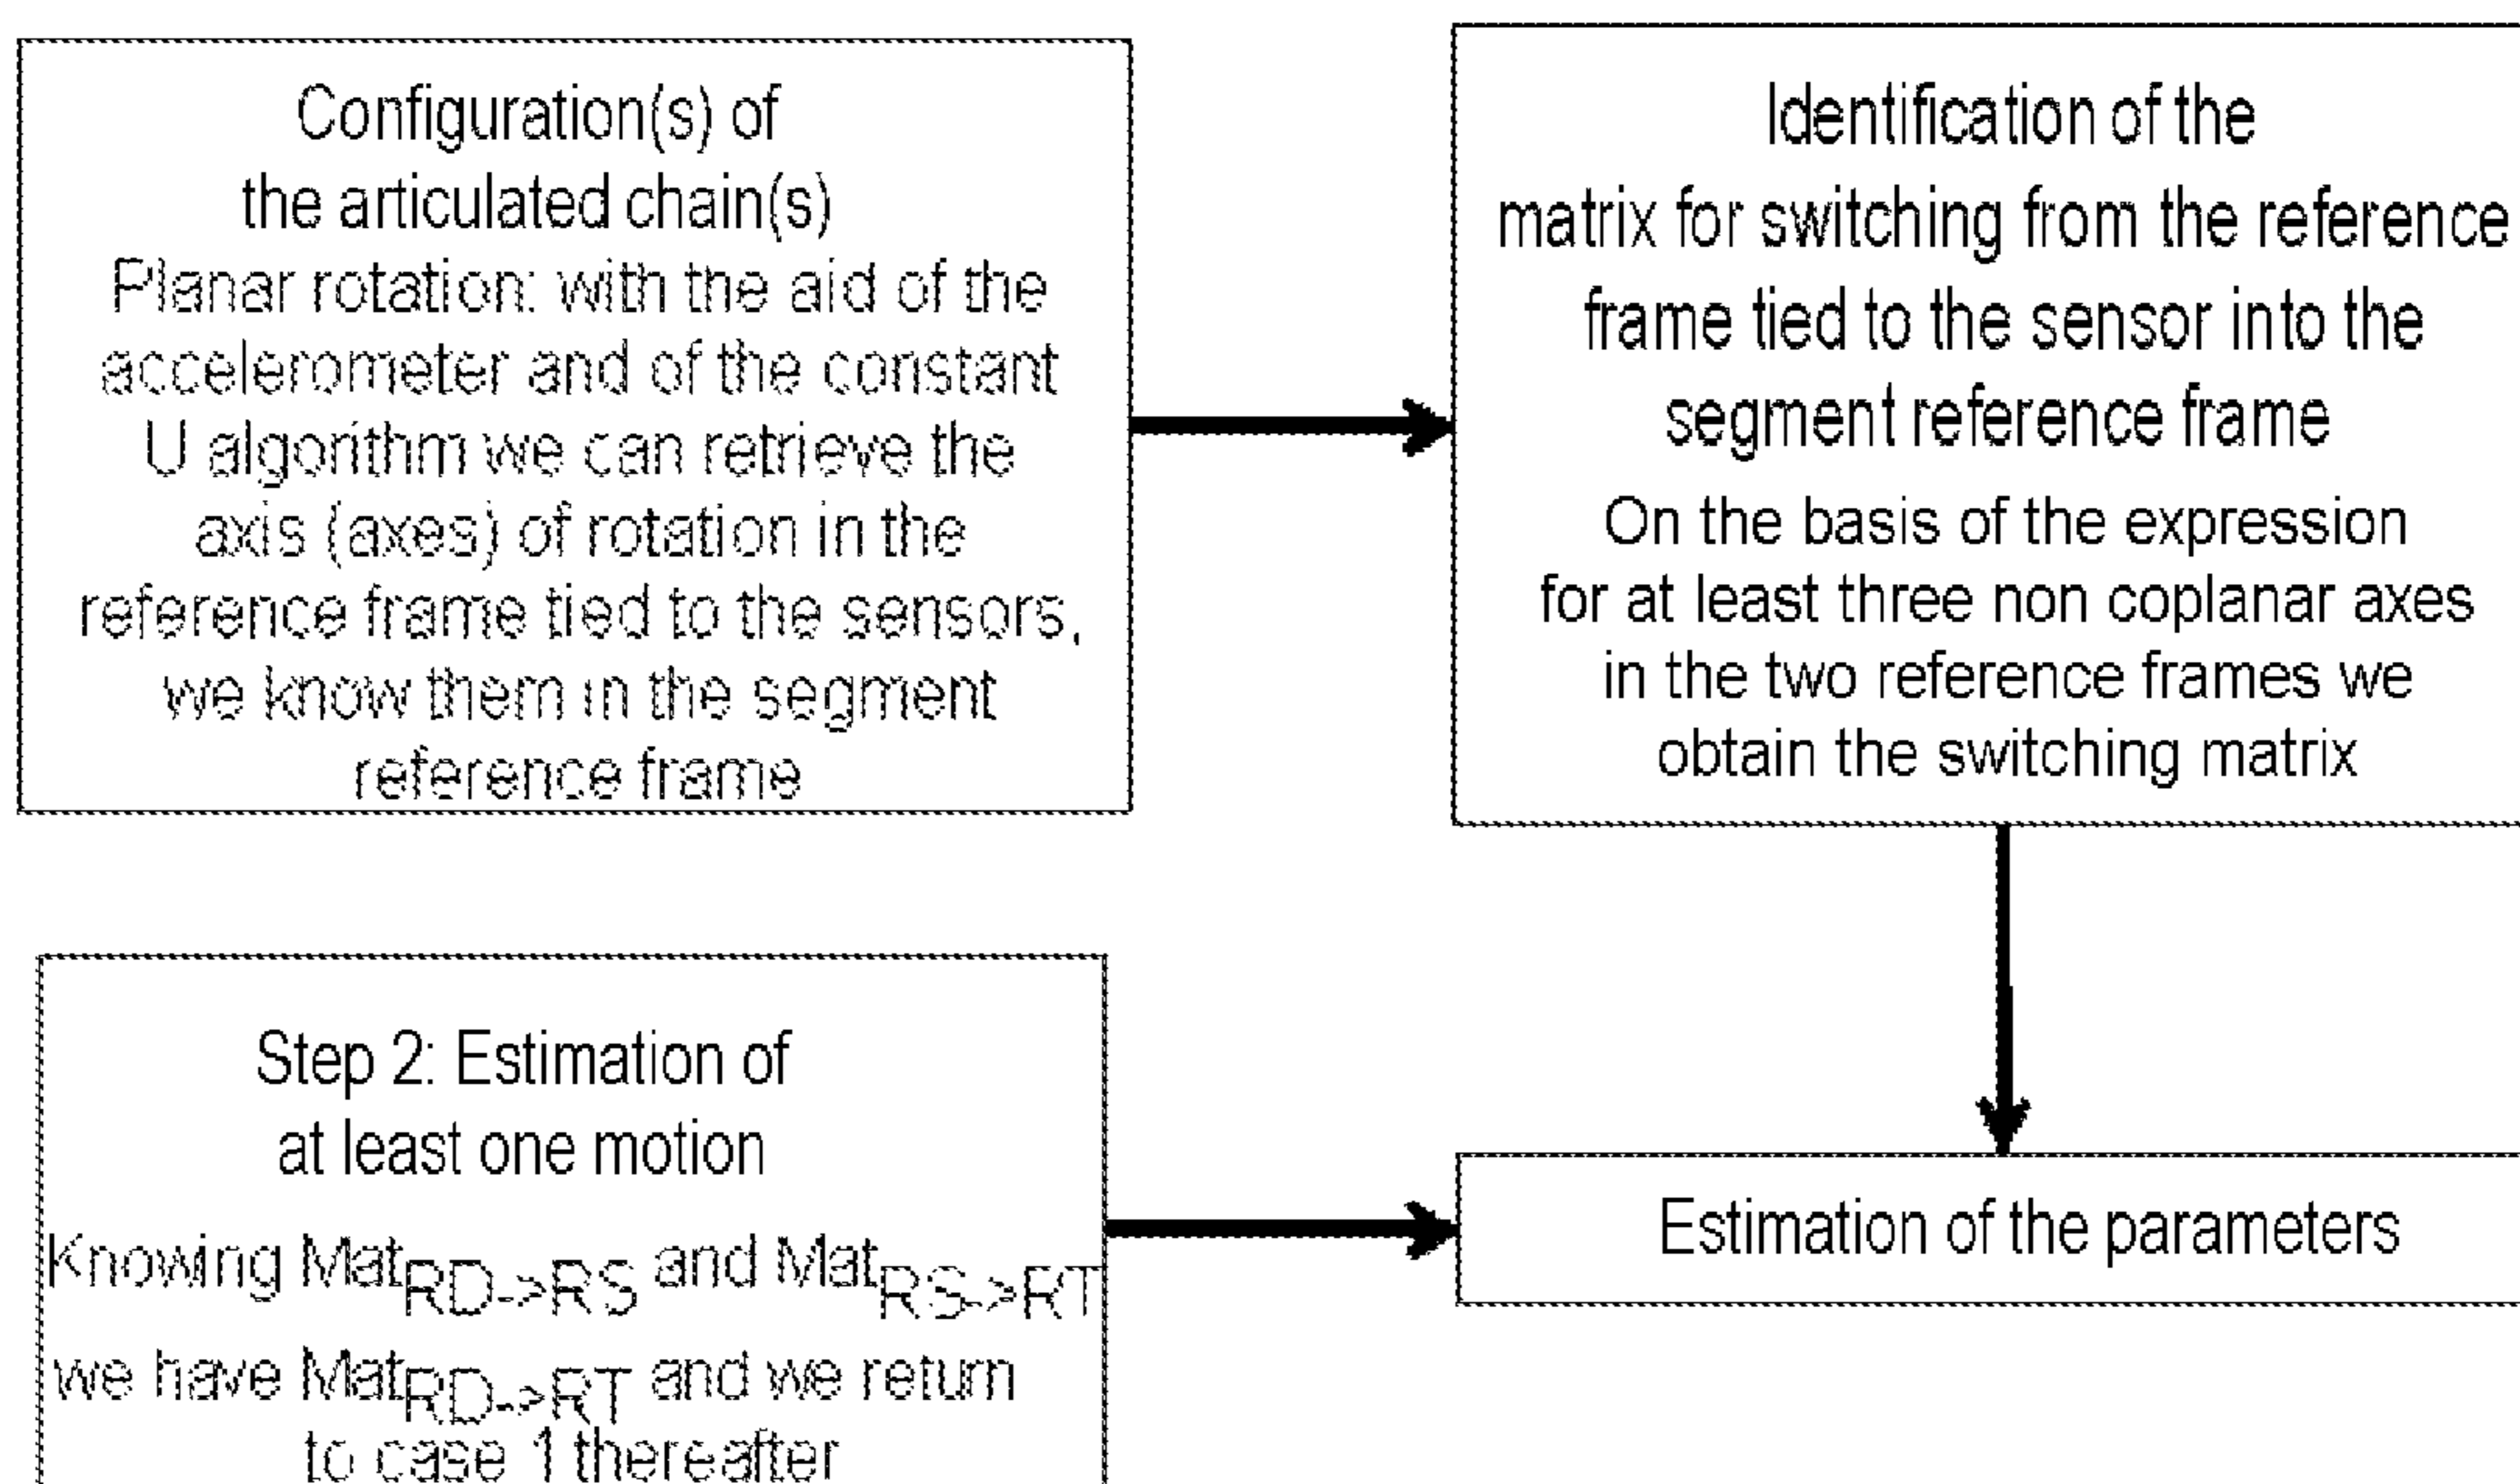 Configuration(s) of
the articulated chain(s)
Planar rotation: with the aid of the
accelerometer and of the constant
U algorithm we can retrieve the
axis (axes) of rotation in the
reference frame tied to the sensors,
we know them in the segment
reference frame
Identification of the
matrix for switching from the reference
frame tied to the sensor into the
segment reference frame
On the basis of the expression
for at least three non coplanar axes
in the two reference frames we
obtain the switching matrix
Step 2: Estimation of
at least one motion
Knowing Mat_RD->RS and Mat_RS->RT
we have Mat_RD->RT and we return
to case 1 thereafter
Estimation of the parameters